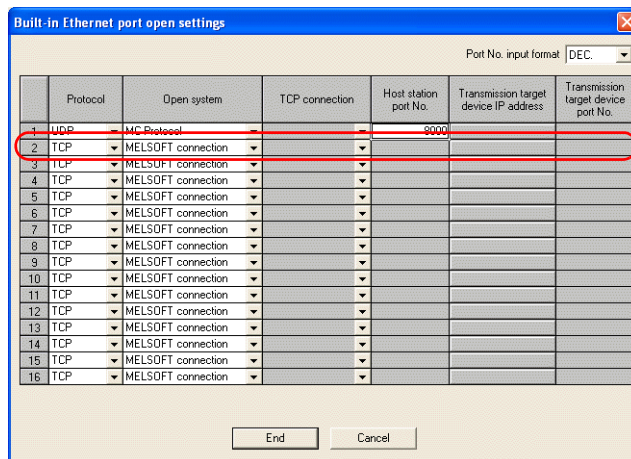 Built-in Ethernet port open settings
Port No. input format DEC.
Protocol Open system TCP connection Host station port No. Transmission target device IP address Transmission target device port No.
1 UDP MC Protocol 8000
2 TCP MELSOFT connection
3 TCP MELSOFT connection
4 TCP MELSOFT connection
5 TCP MELSOFT connection
6 TCP MELSOFT connection
7 TCP MELSOFT connection
8 TCP MELSOFT connection
9 TCP MELSOFT connection
10 TCP MELSOFT connection
11 TCP MELSOFT connection
12 TCP MELSOFT connection
13 TCP MELSOFT connection
14 TCP MELSOFT connection
15 TCP MELSOFT connection
16 TCP MELSOFT connection
End Cancel